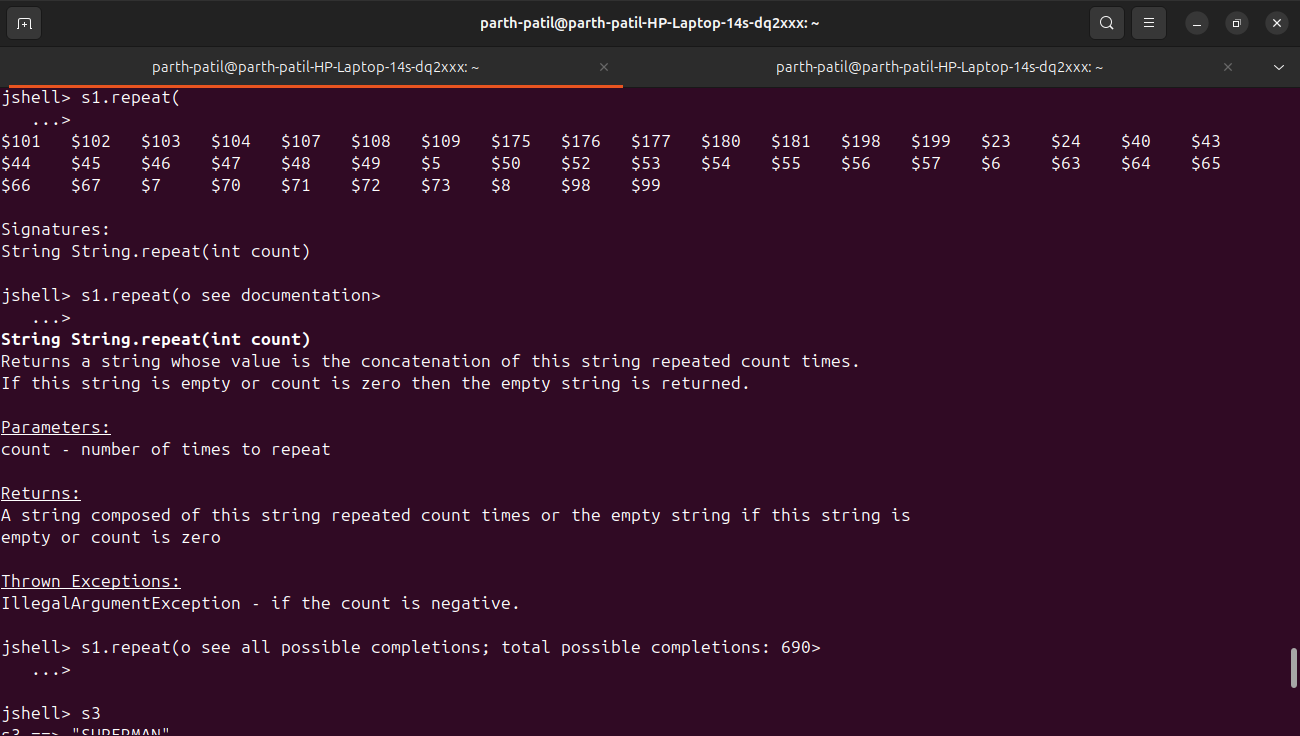 parth-patil@parth-patil-HP-Laptop-14s-dq2xxx: ~
parth-patil@parth-patil-HP-Laptop-14s-dq2xxx: ~
parth-patil@parth-patil-HP-Laptop-14s-dq2xxx: ~
jshell> s1.repeat(
   ...>
$101   $102   $103   $104   $107   $108   $109   $175   $176   $177   $180   $181   $198   $199   $23    $24    $40    $43
$44    $45    $46    $47    $48    $49    $5     $50    $52    $53    $54    $55    $56    $57    $6     $63    $64    $65
$66    $67    $7     $70    $71    $72    $73    $8     $98    $99
Signatures:
String String.repeat(int count)
jshell> s1.repeat(o see documentation>
   ...>
String String.repeat(int count)
Returns a string whose value is the concatenation of this string repeated count times.
If this string is empty or count is zero then the empty string is returned.
Parameters:
count - number of times to repeat
Returns:
A string composed of this string repeated count times or the empty string if this string is
empty or count is zero
Thrown Exceptions:
IllegalArgumentException - if the count is negative.
jshell> s1.repeat(o see all possible completions; total possible completions: 690>
   ...>
jshell> s3
s3 ==> "SUPERMAN"